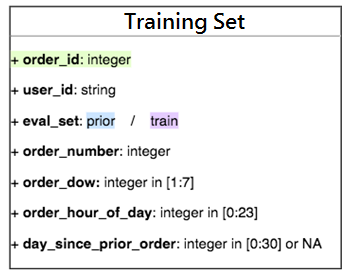 Training Set
+ order_id: integer
+ user_id: string
+ eval_set: prior / train
+ order_number: integer
+ order_dow: integer in [1:7]
+ order_hour_of_day: integer in [0:23]
+ day_since_prior_order: integer in [0:30] or NA